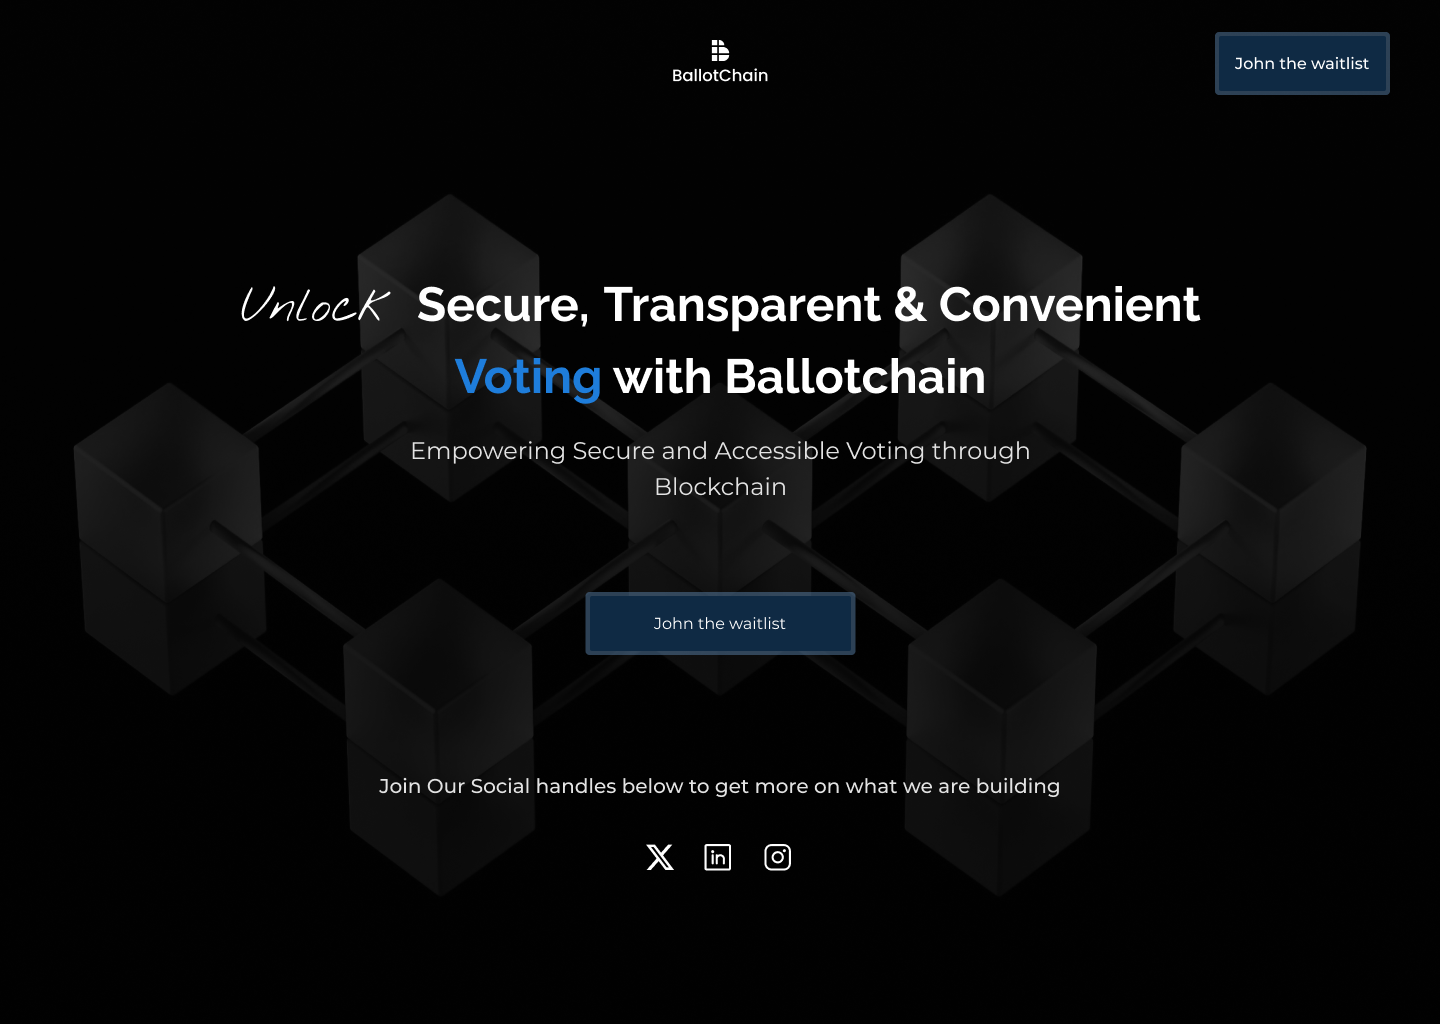 BallotChain
John the waitlist
Unlock Secure, Transparent & Convenient
Voting with Ballotchain
Empowering Secure and Accessible Voting through
Blockchain
John the waitlist
Join Our Social handles below to get more on what we are building